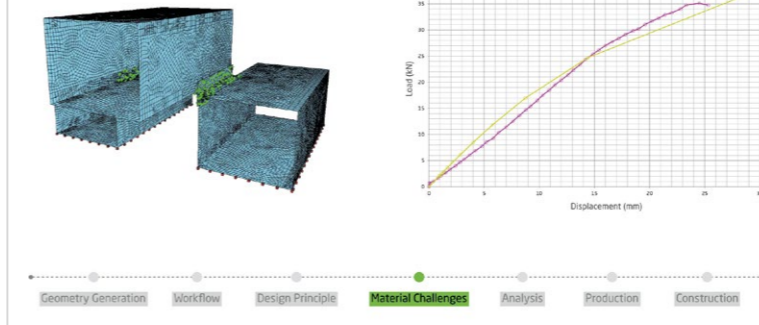 35
30
25
20
15
10
5
0
Load (kN)
0 5 10 15 20 25
Displacement (mm)
Geometry Generation Workflow Design Principle Material Challenges Analysis Production Construction